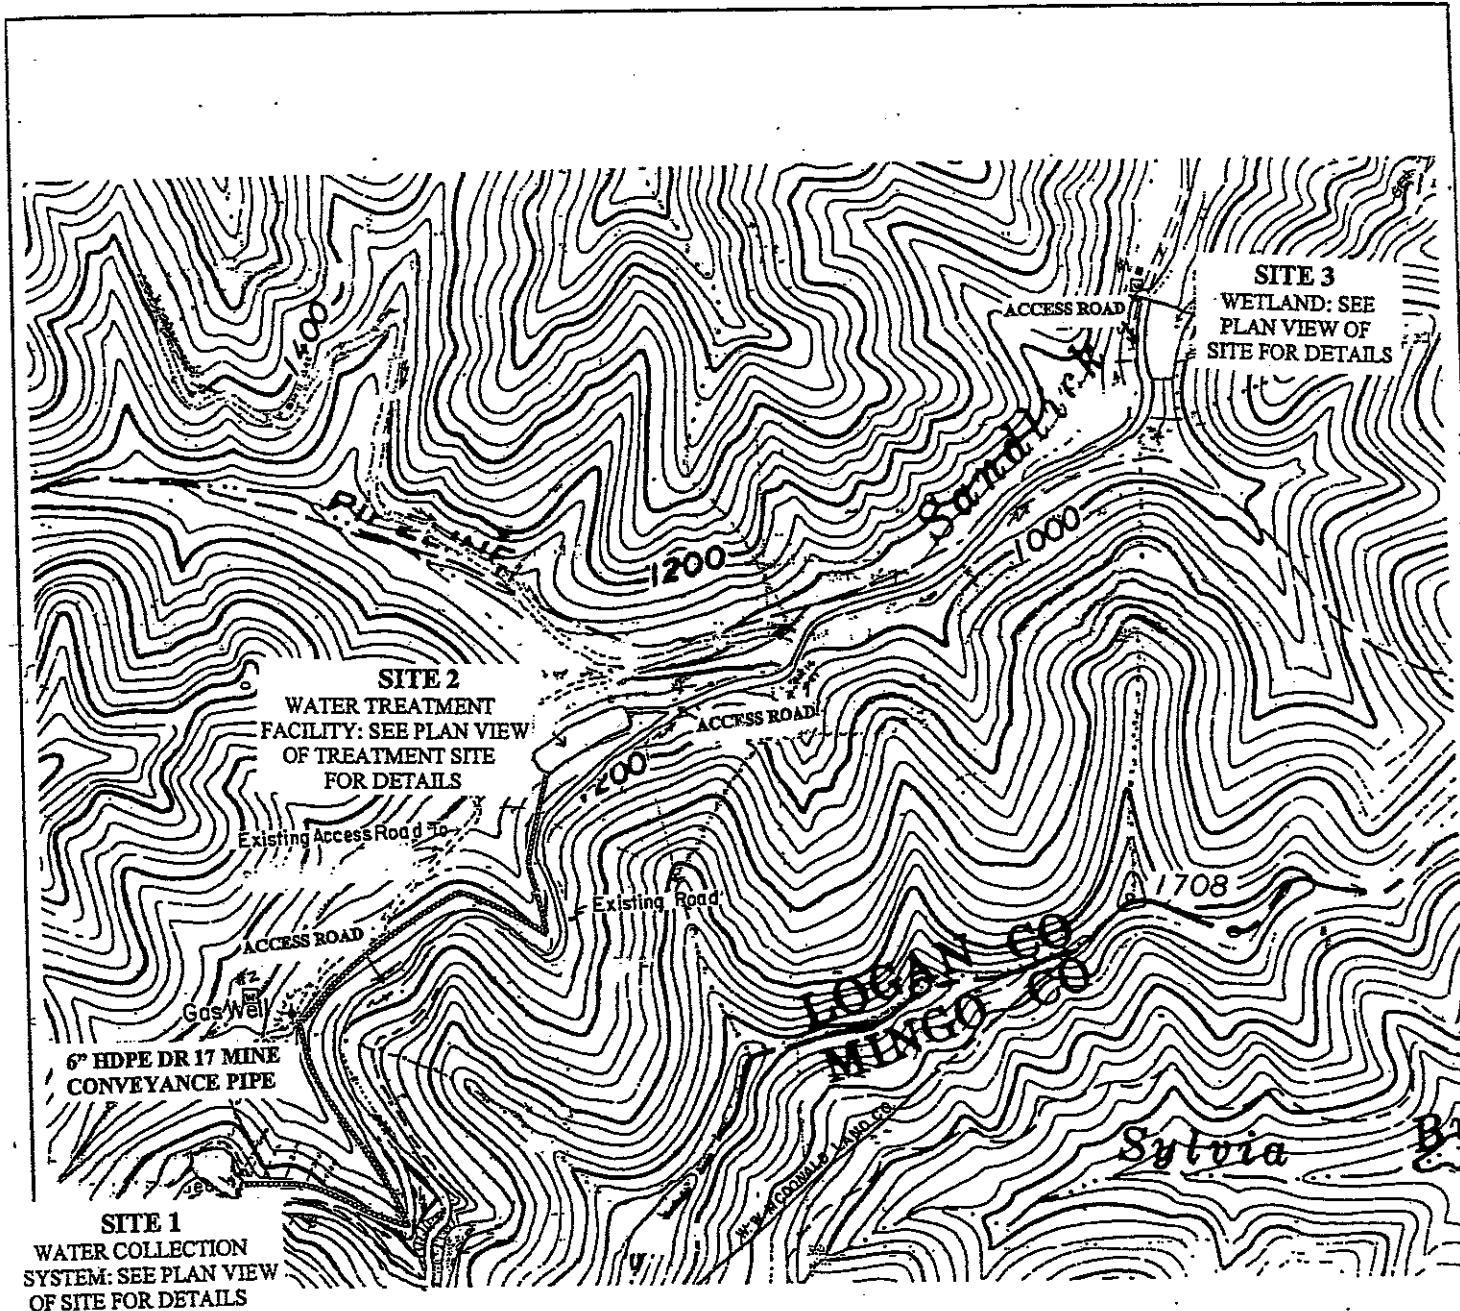 1400
ACCESS ROAD
SITE 3
WETLAND: SEE
PLAN VIEW OF
SITE FOR DETAILS
Sandlick
1200
1000
SITE 2
WATER TREATMENT
FACILITY: SEE PLAN VIEW
OF TREATMENT SITE
FOR DETAILS
ACCESS ROAD
1200
Existing Access Road To
Existing Road
1708
ACCESS ROAD
LOGAN CO
MINGO CO
Gas Well
6" HDPE DR 17 MINE
CONVEYANCE PIPE
LAND CO
Sylvia
SITE 1
WATER COLLECTION
SYSTEM: SEE PLAN VIEW
OF SITE FOR DETAILS